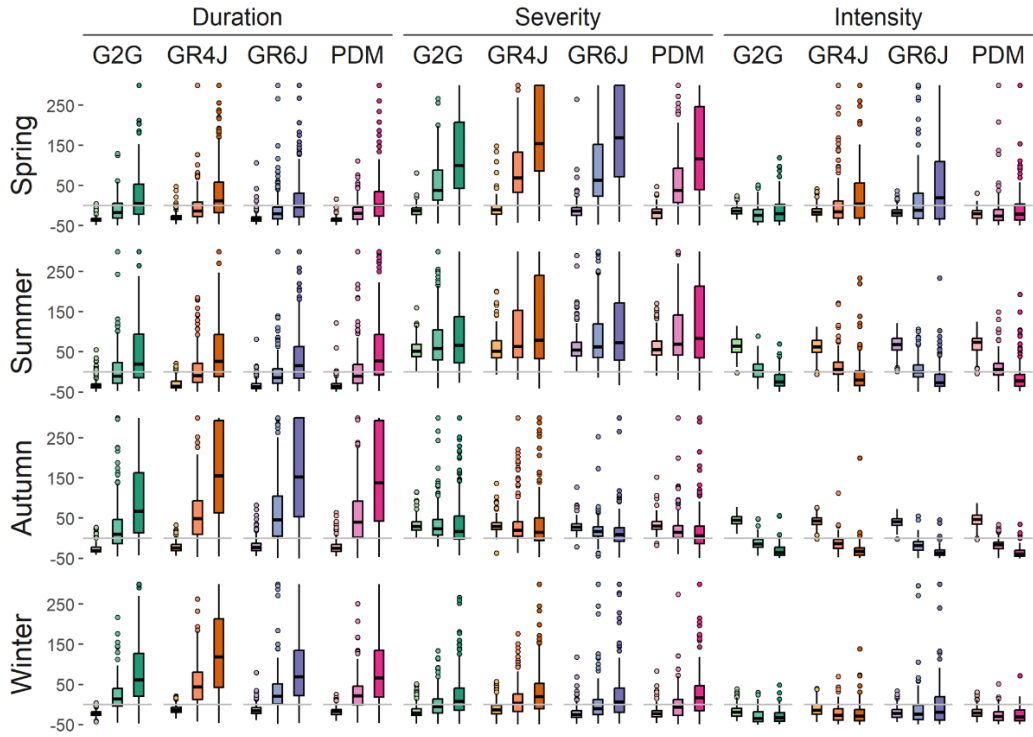 Duration Severity Intensity
G2G GR4J GR6J PDM G2G GR4J GR6J PDM G2G GR4J GR6J PDM
Spring
250
150
50
-50
Summer
250
150
50
-50
Autumn
250
150
50
-50
Winter
250
150
50
-50